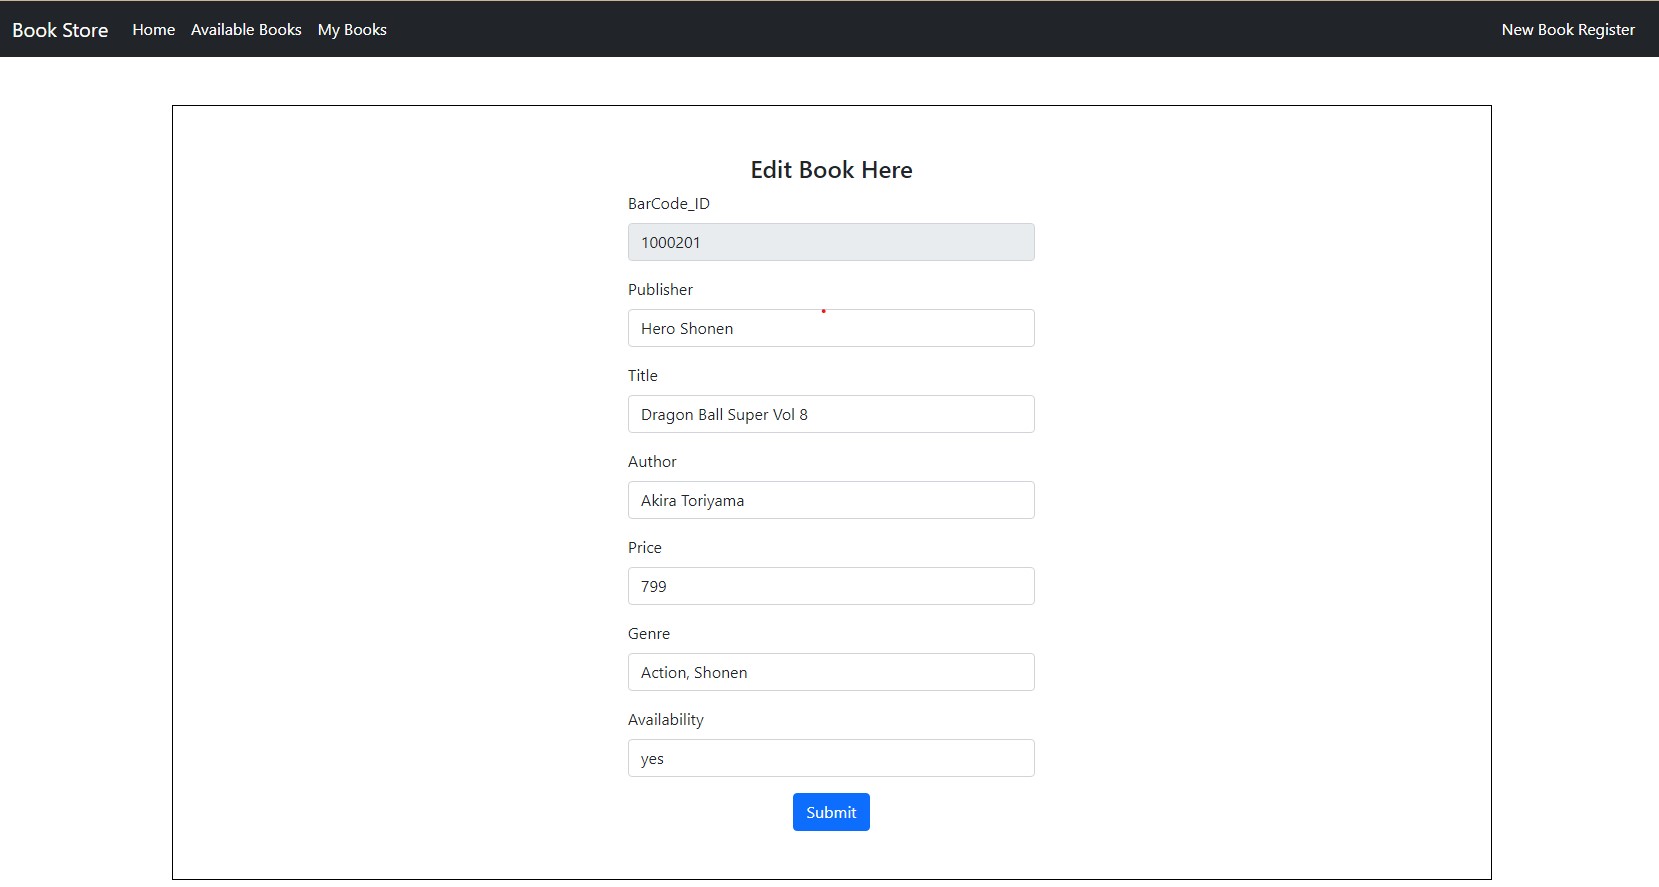 Book Store Home Available Books My Books New Book Register
Edit Book Here
BarCode_ID
1000201
Publisher
Hero Shonen
Title
Dragon Ball Super Vol 8
Author
Akira Toriyama
Price
799
Genre
Action, Shonen
Availability
yes
Submit